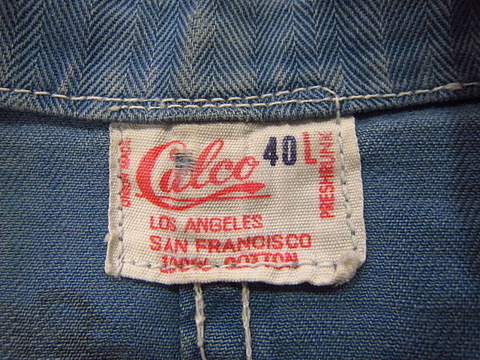 Calco 40 L
PRESHRUNK
LOS ANGELES
SAN FRANCISCO
100% COTTON